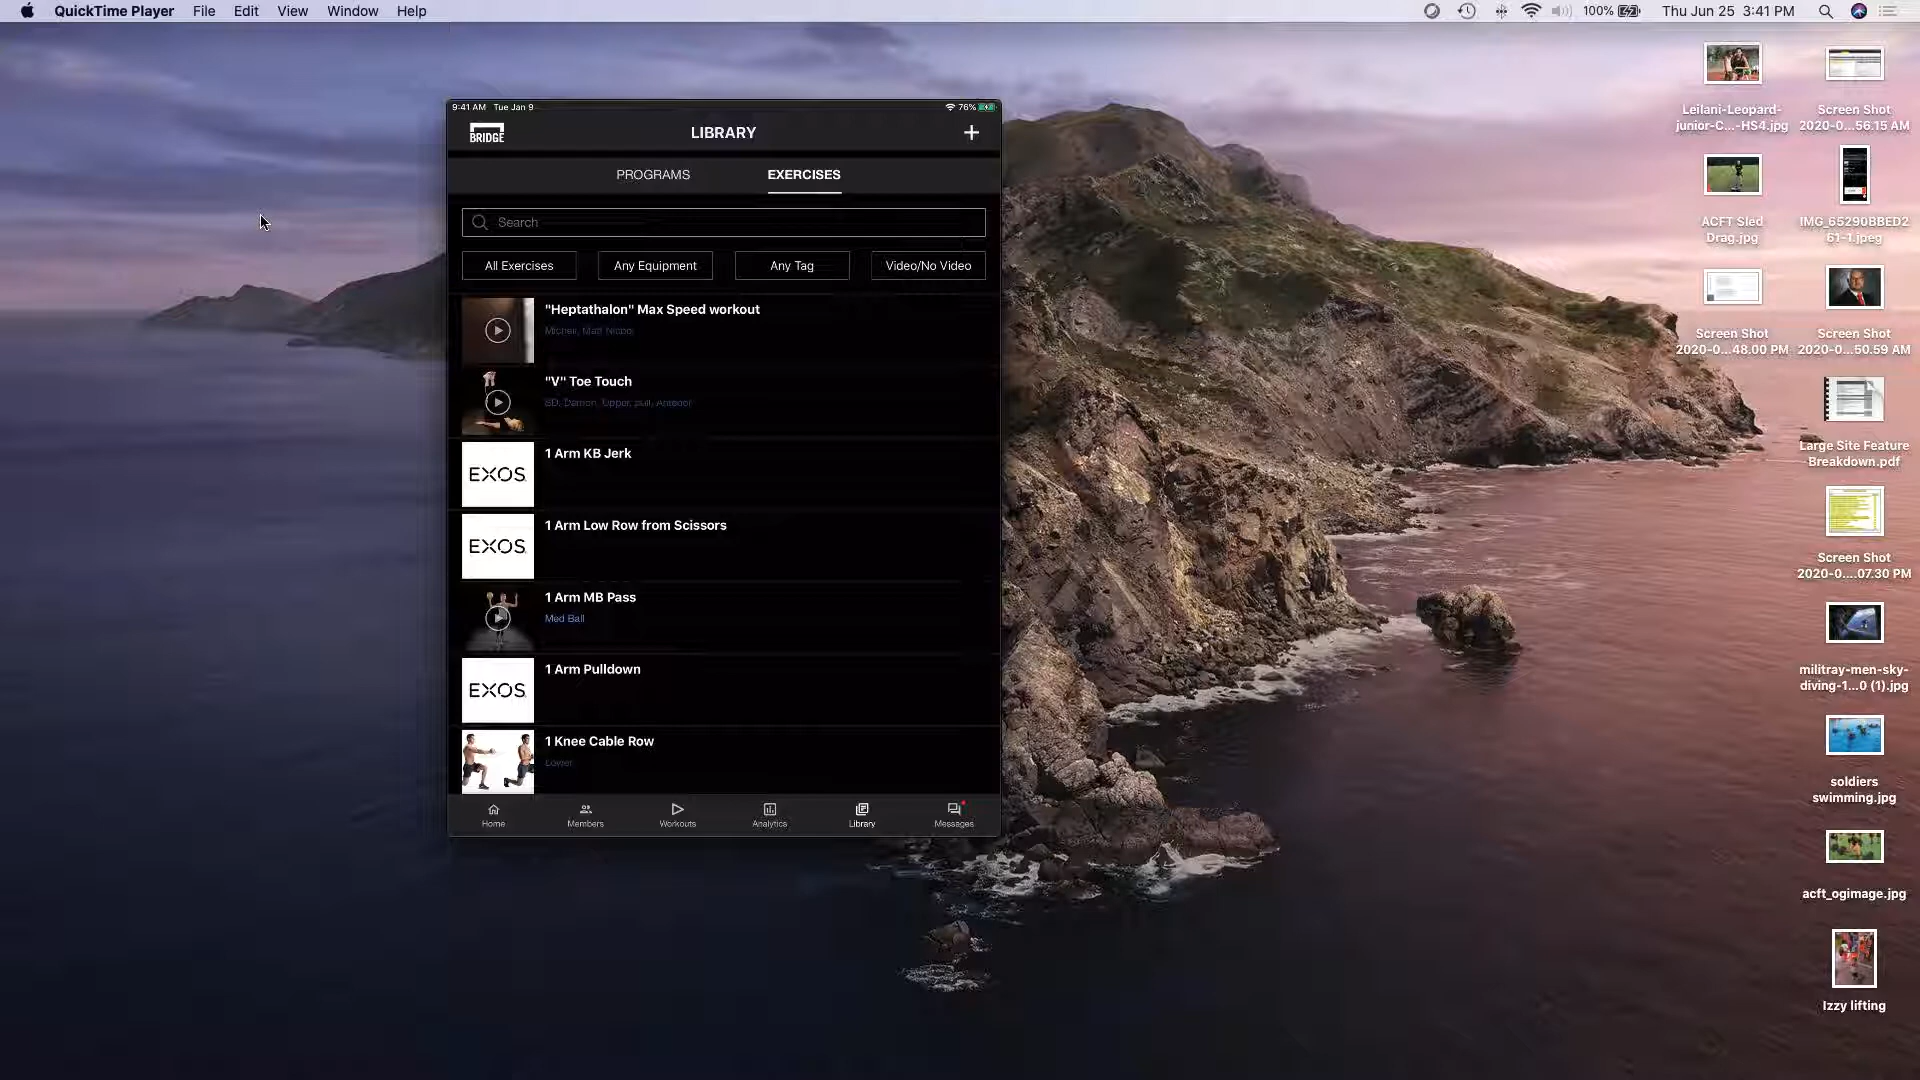 QuickTime Player File Edit View Window Help
100% Thu Jun 25 3:41 PM
9:41 AM Tue Jan 9
76%
BRIDGE
LIBRARY
PROGRAMS EXERCISES
Search
All Exercises Any Equipment Any Tag Video/No Video
"Heptathalon" Max Speed workout
"V" Toe Touch
SD, Damon, Upper, pull, Anterior
EXOS
1 Arm KB Jerk
EXOS
1 Arm Low Row from Scissors
1 Arm MB Pass
Med Ball
EXOS
1 Arm Pulldown
1 Knee Cable Row
Lower
Home Members Workouts Analytics Library Messages
Leilani-Leopard-
junior-C...-HS4.jpg
Screen Shot
2020-0...56.15 AM
ACFT Sled
Drag.jpg
IMG_65290BBED2
61-1.jpeg
Screen Shot
2020-0...48.00 PM
Screen Shot
2020-0...50.59 AM
Large Site Feature
Breakdown.pdf
Screen Shot
2020-0....07.30 PM
militray-men-sky-
diving-1...0 (1).jpg
soldiers
swimming.jpg
acft_ogimage.jpg
Izzy lifting